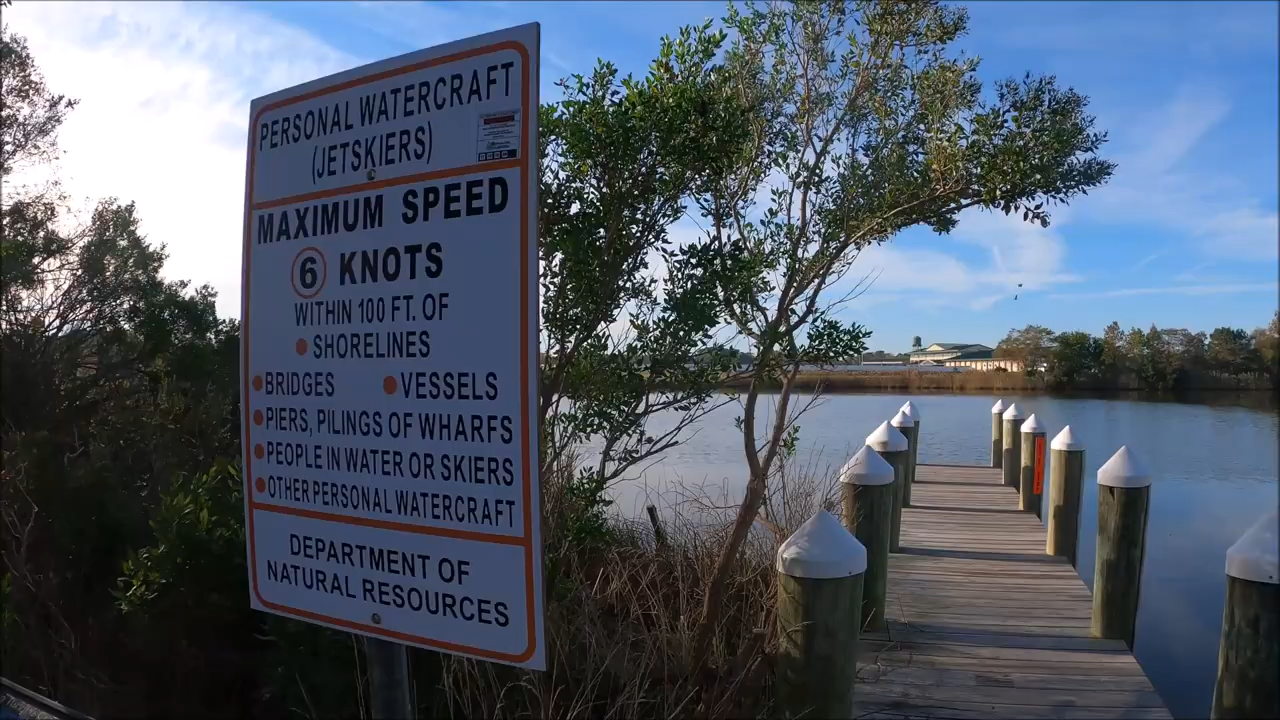 PERSONAL WATERCRAFT
(JETSKIERS)
MAXIMUM SPEED
6 KNOTS
WITHIN 100 FT. OF
• SHORELINES
• BRIDGES • VESSELS
• PIERS, PILINGS OF WHARFS
• PEOPLE IN WATER OR SKIERS
• OTHER PERSONAL WATERCRAFT
DEPARTMENT OF
NATURAL RESOURCES